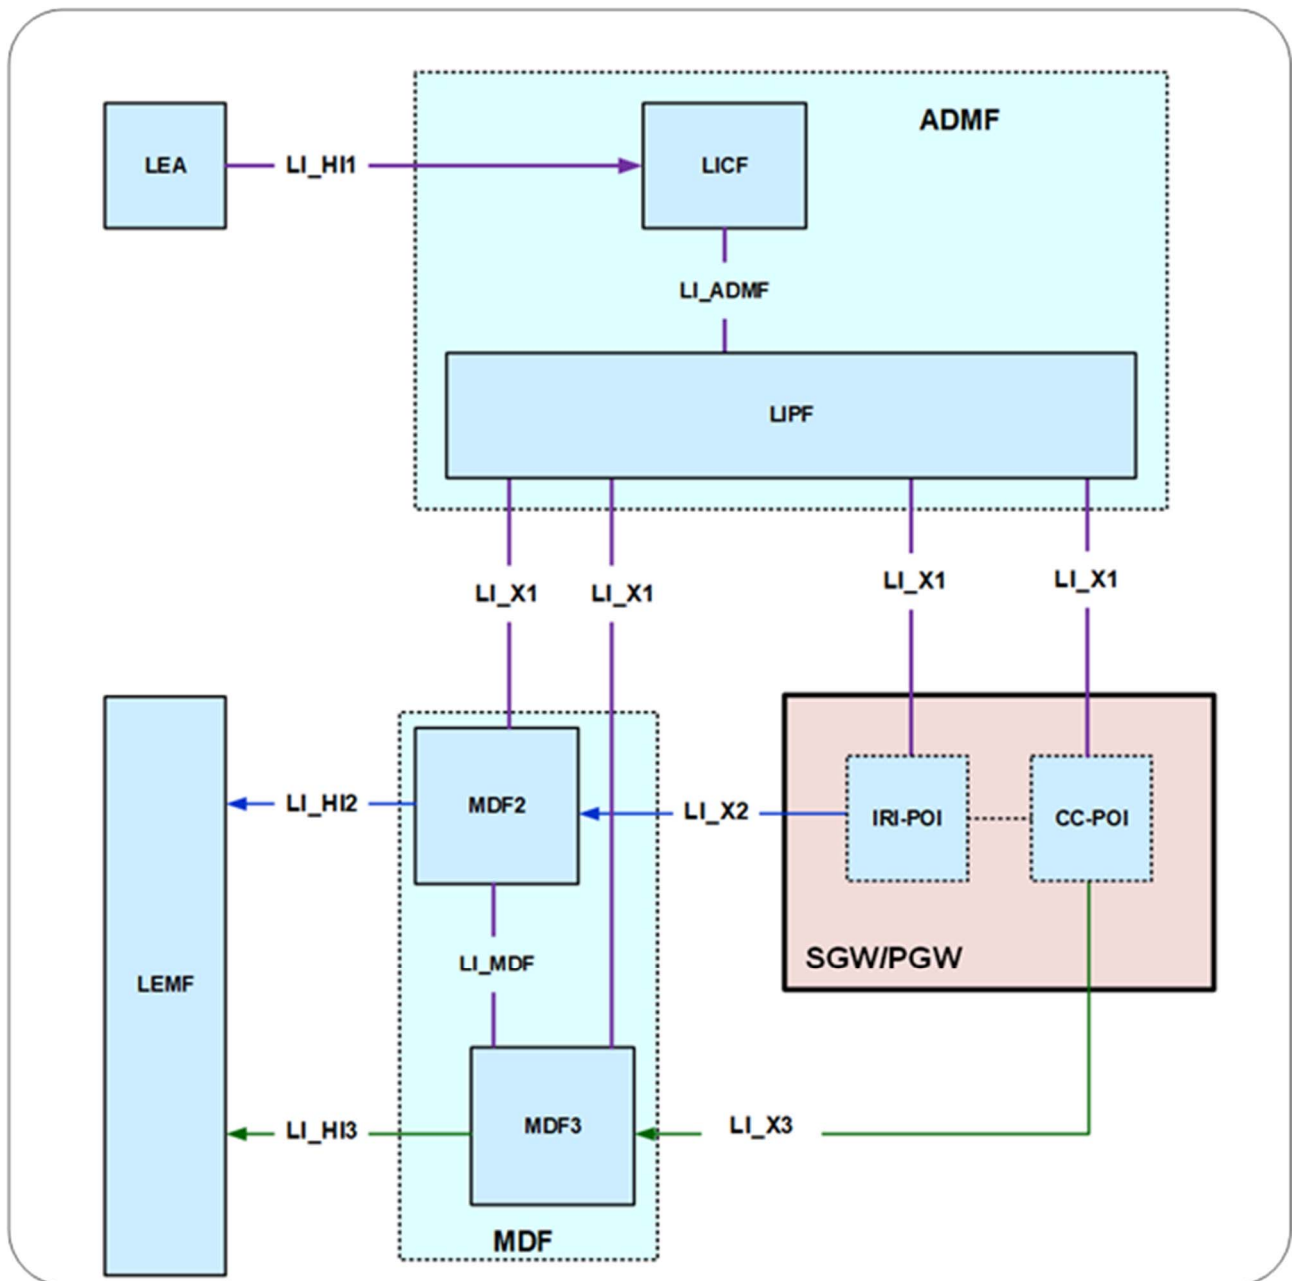 ADMF
LEA
LI_HI1
LICF
LI_ADMF
LIPF
LI_X1
LI_X1
LI_X1
LI_X1
LI_HI2
MDF2
LI_X2
IRI-POI
CC-POI
LI_MDF
SGW/PGW
LEMF
LI_HI3
MDF3
LI_X3
MDF